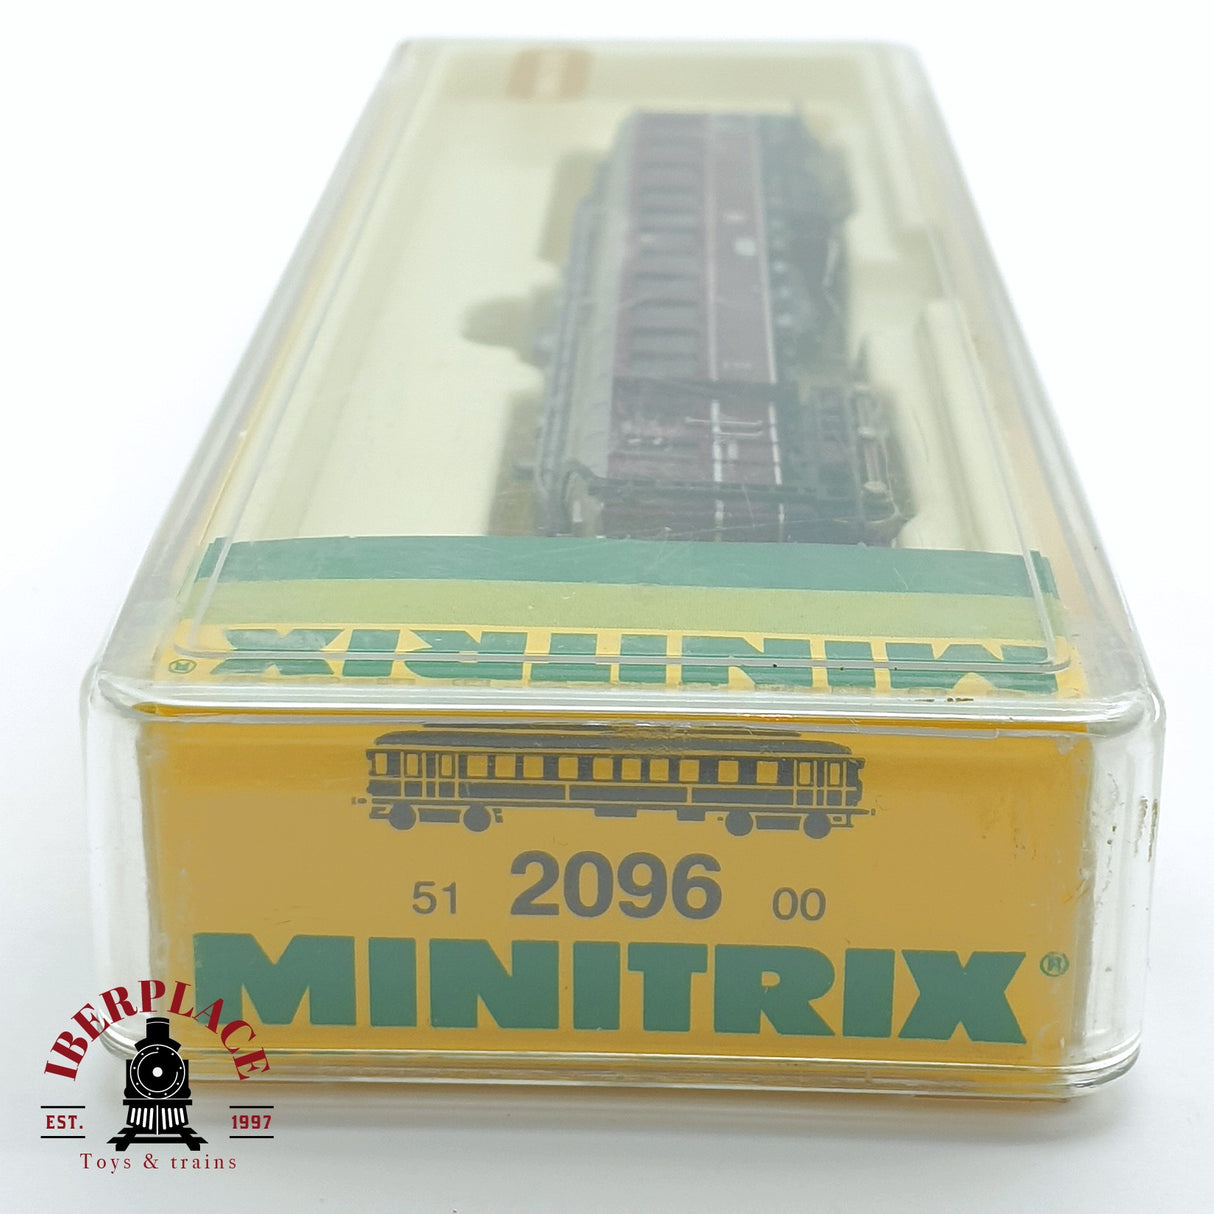 MINITRIX ®
51 2096 00
MINITRIX ®
IBERPLACE
EST. 1997
Toys & trains